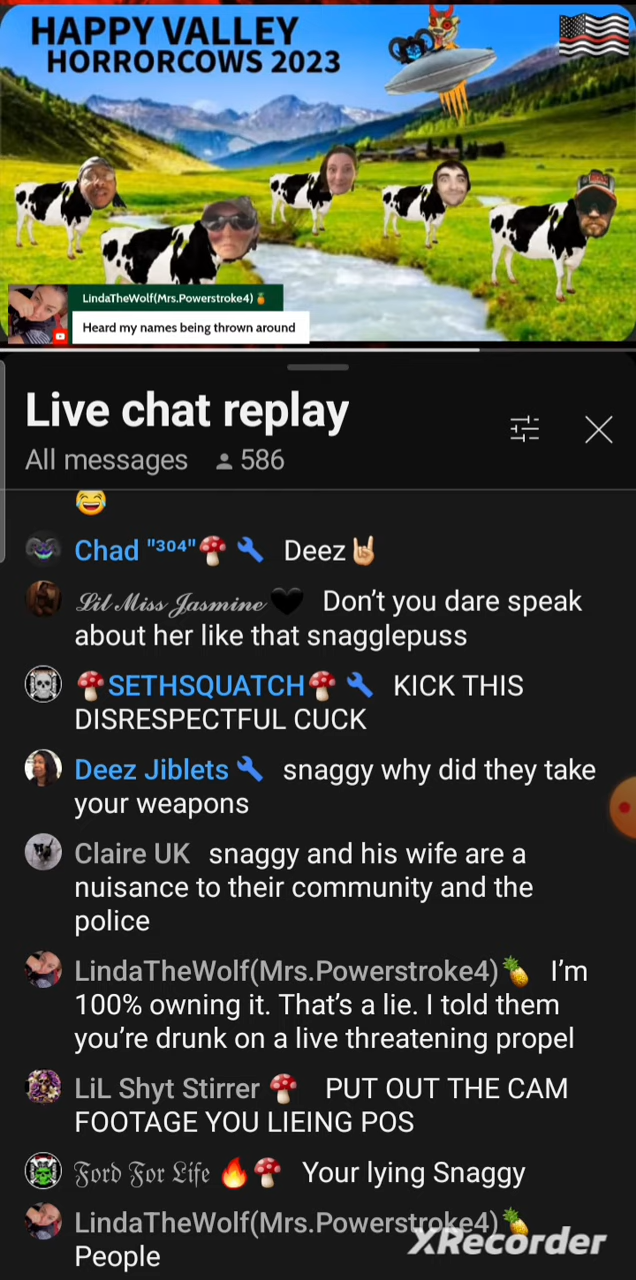 HAPPY VALLEY
HORRORCOWS 2023
LindaTheWolf(Mrs.Powerstroke4)🍍
Heard my names being thrown around
Live chat replay
All messages 586
😂
Chad "³⁰⁴"🍄🔧 Deez🤘🏼
𝓛𝓲𝓵 𝓜𝓲𝓼𝓼 𝓙𝓪𝓼𝓶𝓲𝓷𝓮🖤 Don’t you dare speak
about her like that snagglepuss
🍄SETHSQUATCH🍄🔧 KICK THIS
DISRESPECTFUL CUCK
Deez Jiblets🔧 snaggy why did they take
your weapons
Claire UK snaggy and his wife are a
nuisance to their community and the
police
LindaTheWolf(Mrs.Powerstroke4)🍍 I’m
100% owning it. That’s a lie. I told them
you’re drunk on a live threatening propel
LiL Shyt Stirrer 🍄 PUT OUT THE CAM
FOOTAGE YOU LIEING POS
𝔉𝔬𝔯𝔡 𝔉𝔬𝔯 𝔏𝔦𝔣𝔢 🔥🍄 Your lying Snaggy
LindaTheWolf(Mrs.Powerstroke4)🍍
People
XRecorder